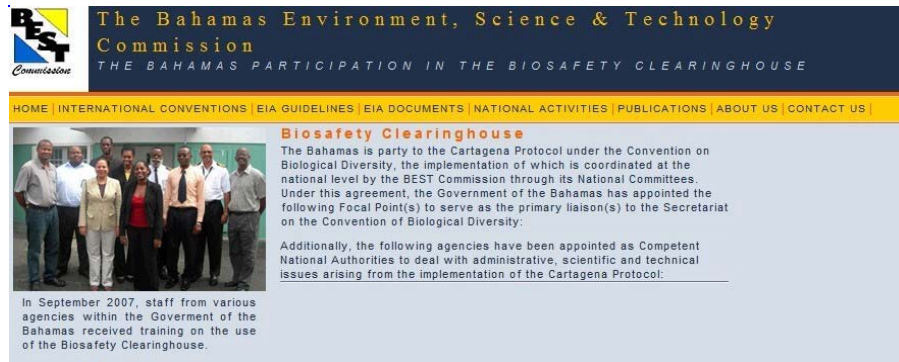 BEST
Commission
The Bahamas Environment, Science & Technology
Commission
THE BAHAMAS PARTICIPATION IN THE BIOSAFETY CLEARINGHOUSE
HOME | INTERNATIONAL CONVENTIONS | EIA GUIDELINES | EIA DOCUMENTS | NATIONAL ACTIVITIES | PUBLICATIONS | ABOUT US | CONTACT US |
Biosafety Clearinghouse
The Bahamas is party to the Cartagena Protocol under the Convention on
Biological Diversity, the implementation of which is coordinated at the
national level by the BEST Commission through its National Committees.
Under this agreement, the Government of the Bahamas has appointed the
following Focal Point(s) to serve as the primary liaison(s) to the Secretariat
on the Convention of Biological Diversity:
Additionally, the following agencies have been appointed as Competent
National Authorities to deal with administrative, scientific and technical
issues arising from the implementation of the Cartagena Protocol:
In September 2007, staff from various
agencies within the Goverment of the
Bahamas received training on the use
of the Biosafety Clearinghouse.